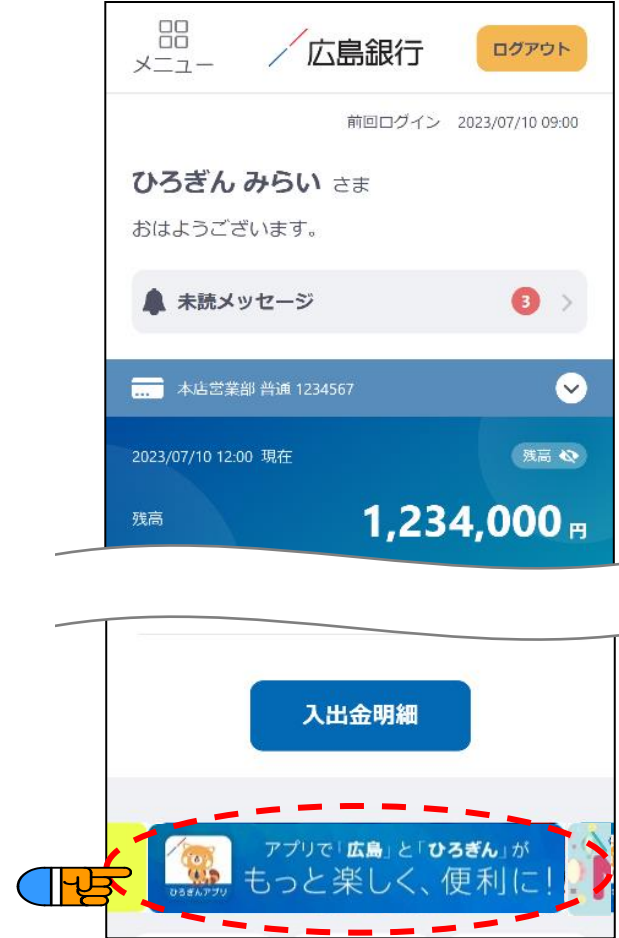 メニュー
広島銀行
ログアウト
前回ログイン 2023/07/10 09:00
ひろぎん みらい さま
おはようございます。
未読メッセージ 3
本店営業部 普通 1234567
2023/07/10 12:00 現在 残高
残高 1,234,000 円
入出金明細
アプリで「広島」と「ひろぎん」が
もっと楽しく、便利に!
ひろぎんアプリ